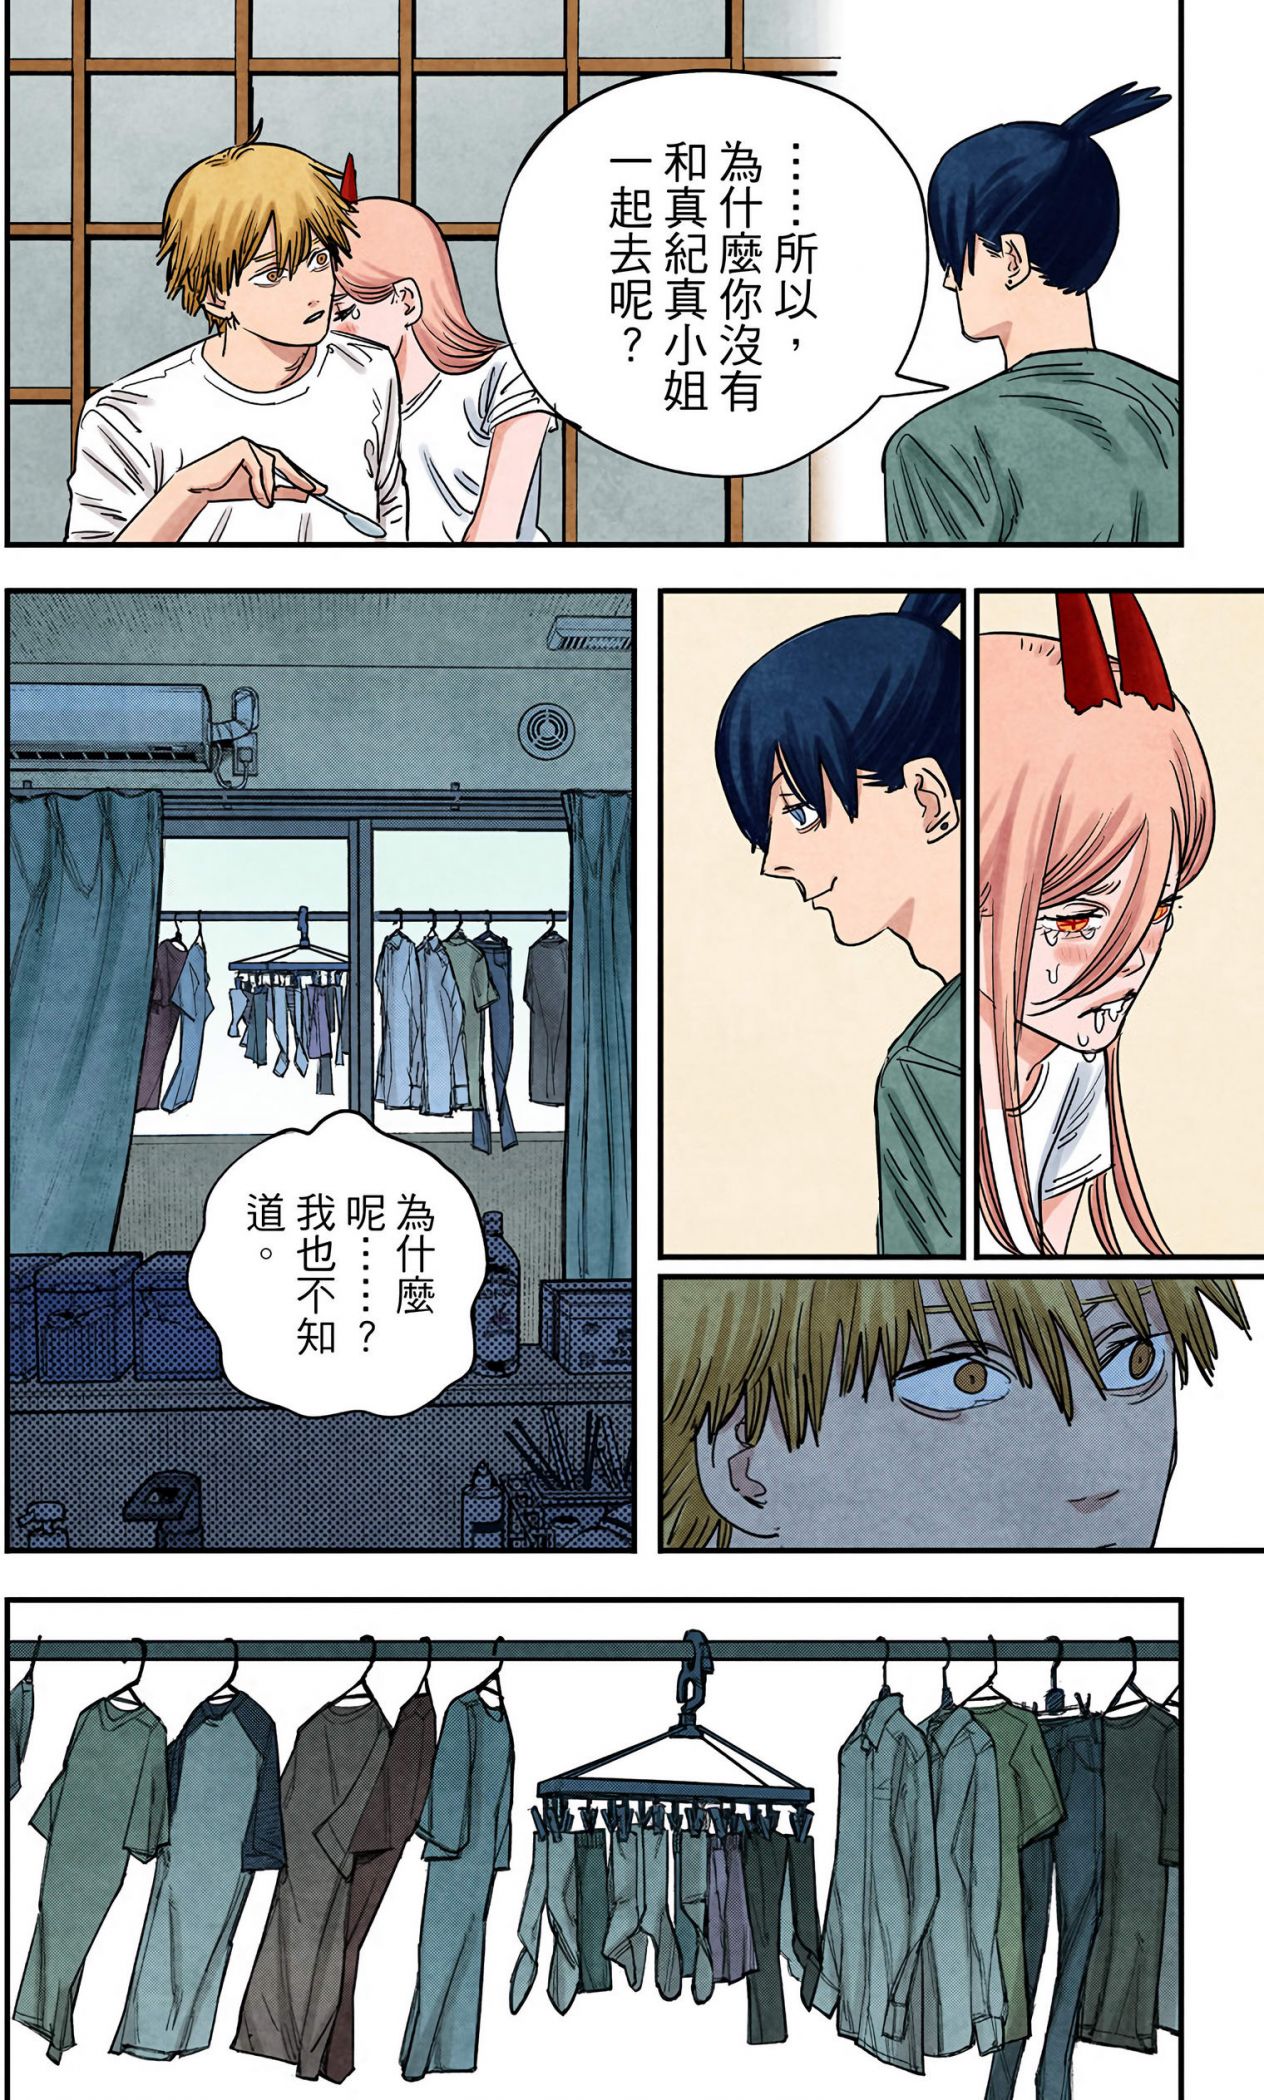 ……所以，
為什麼你沒有
和真紀真小姐
一起去呢？
為什麼
呢……？
我也不知
道。